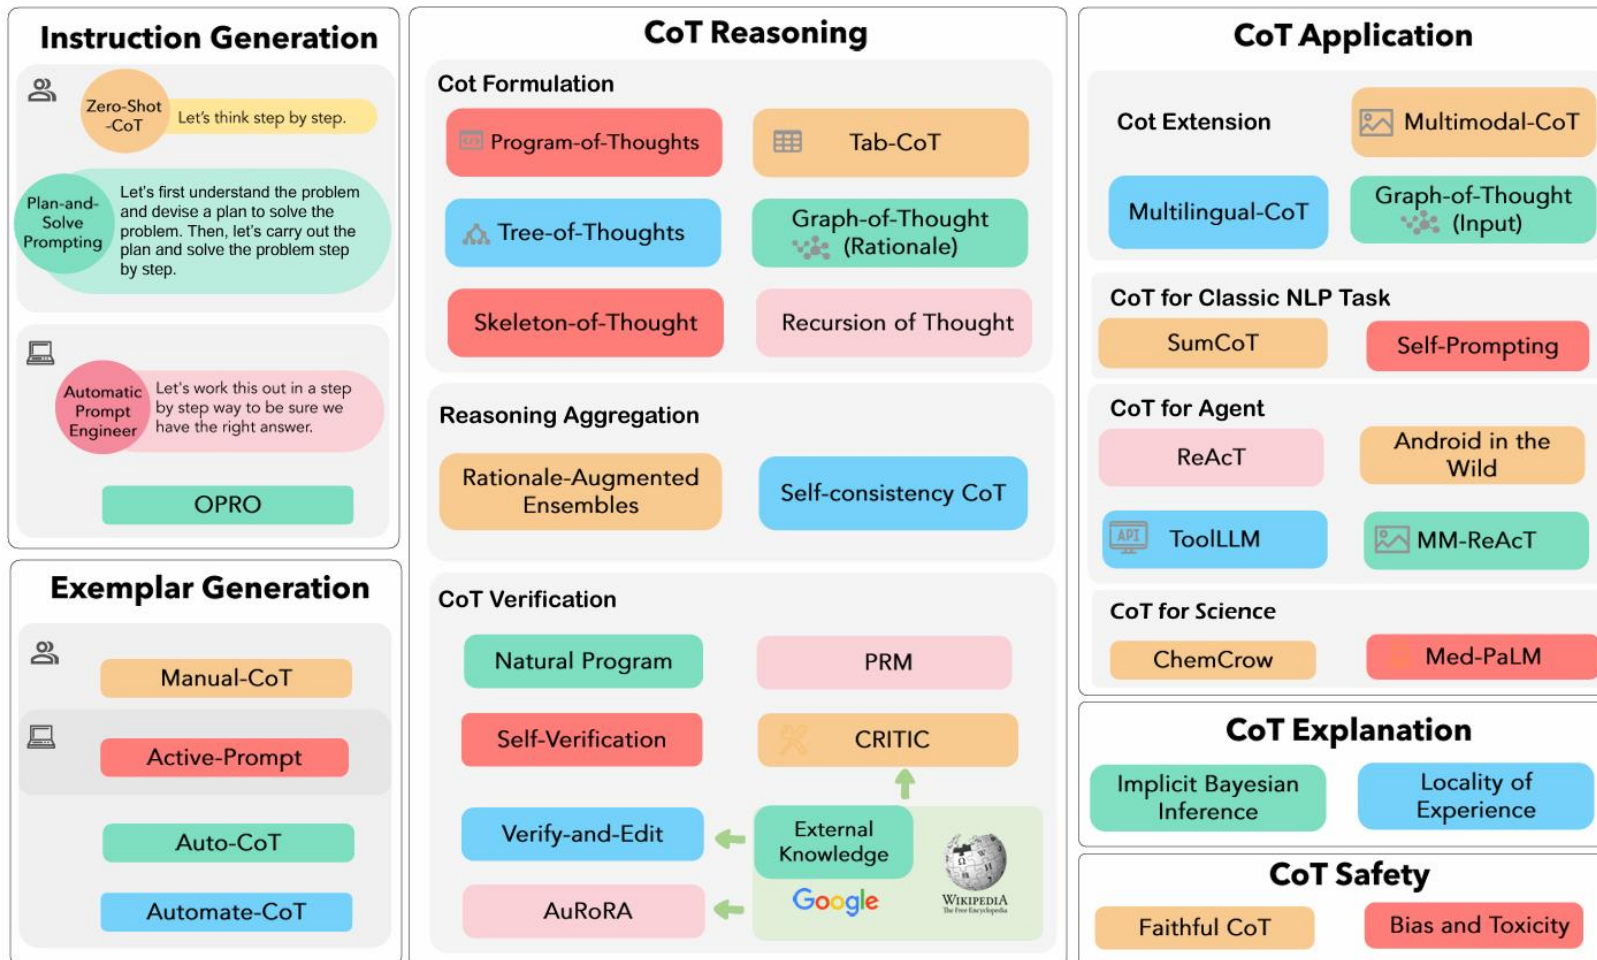 Instruction Generation
Zero-Shot
-CoT
Let's think step by step.
Plan-and-
Solve
Prompting
Let's first understand the problem
and devise a plan to solve the
problem. Then, let's carry out the
plan and solve the problem step
by step.
Automatic
Prompt
Engineer
Let's work this out in a step
by step way to be sure we
have the right answer.
OPRO
Exemplar Generation
Manual-CoT
Active-Prompt
Auto-CoT
Automate-CoT
CoT Reasoning
Cot Formulation
</> Program-of-Thoughts
Tab-CoT
Tree-of-Thoughts
Graph-of-Thought
(Rationale)
Skeleton-of-Thought
Recursion of Thought
Reasoning Aggregation
Rationale-Augmented
Ensembles
Self-consistency CoT
CoT Verification
Natural Program
PRM
Self-Verification
CRITIC
Verify-and-Edit
External
Knowledge
AuRoRA
Google
WIKIPEDIA
The Free Encyclopedia
CoT Application
Cot Extension
Multimodal-CoT
Multilingual-CoT
Graph-of-Thought
(Input)
CoT for Classic NLP Task
SumCoT
Self-Prompting
CoT for Agent
ReAcT
Android in the
Wild
API
ToolLLM
MM-ReAcT
CoT for Science
ChemCrow
Med-PaLM
CoT Explanation
Implicit Bayesian
Inference
Locality of
Experience
CoT Safety
Faithful CoT
Bias and Toxicity